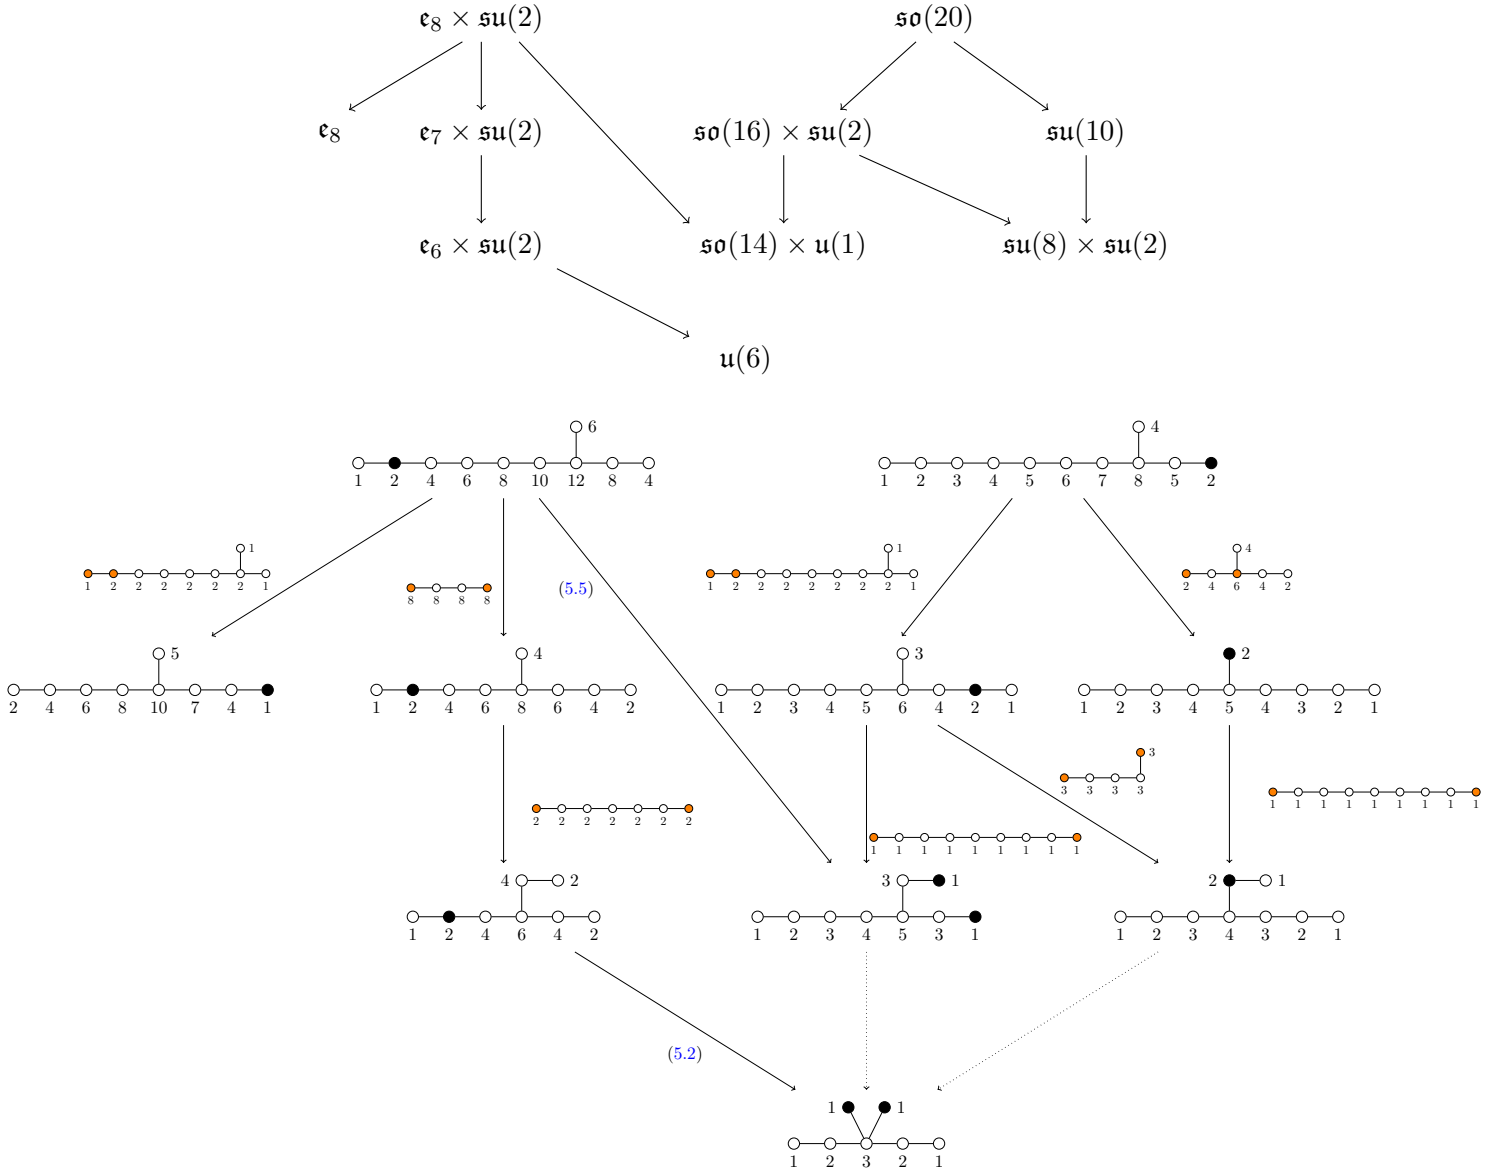 𝔢₈ × 𝔰𝔲(2) 𝔰𝔬(20)
𝔢₈ 𝔢₇ × 𝔰𝔲(2) 𝔰𝔬(16) × 𝔰𝔲(2) 𝔰𝔲(10)
𝔢₆ × 𝔰𝔲(2) 𝔰𝔬(14) × 𝔲(1) 𝔰𝔲(8) × 𝔰𝔲(2)
𝔲(6)
6 4
1 2 4 6 8 10 12 8 4 1 2 3 4 5 6 7 8 5 2
1 1 4
1 2 2 2 2 2 2 1 1 2 2 2 2 2 2 2 1 2 4 6 4 2
(5.5)
8 8 8 8
5 4 3 2
2 4 6 8 10 7 4 1 1 2 4 6 8 6 4 2 1 2 3 4 5 6 4 2 1 1 2 3 4 5 4 3 2 1
3
3 3 3 3
1 1 1 1 1 1 1 1 1
2 2 2 2 2 2 2
1 1 1 1 1 1 1 1 1
4 2 3 1 2 1
1 2 4 6 4 2 1 2 3 4 5 3 1 1 2 3 4 3 2 1
(5.2)
1 1
1 2 3 2 1